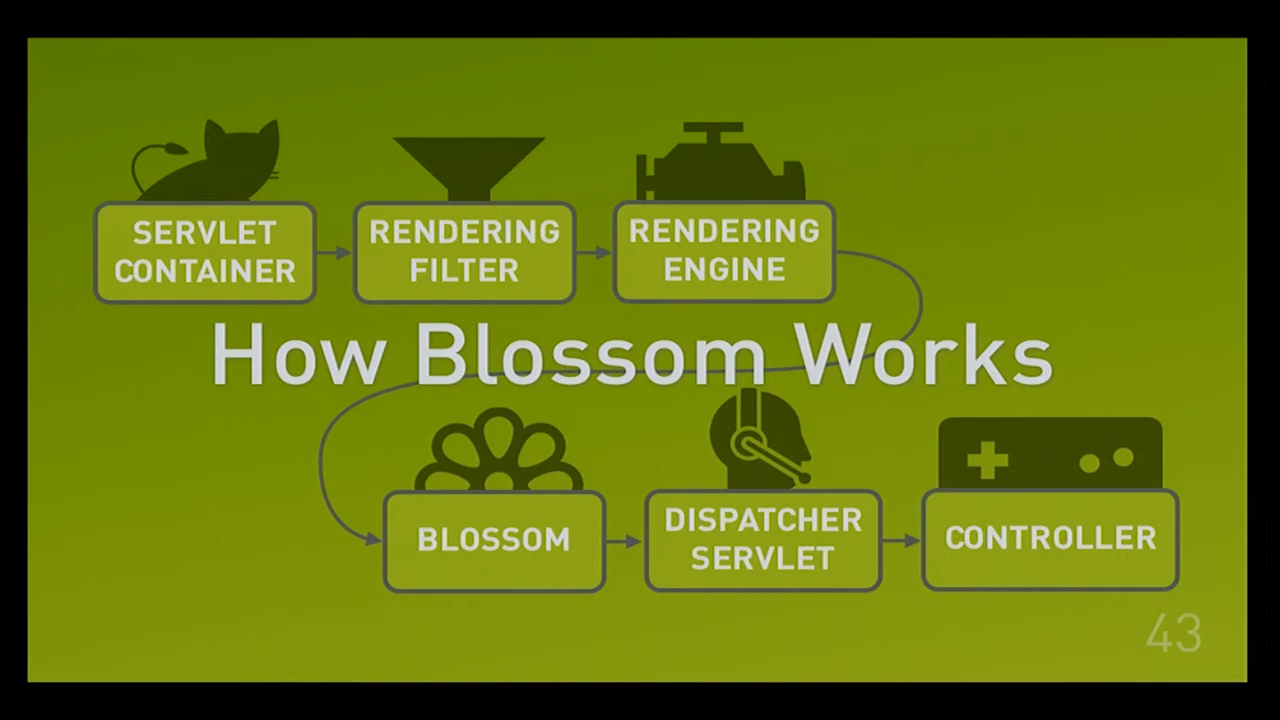 SERVLET
CONTAINER
RENDERING
FILTER
RENDERING
ENGINE
How Blossom Works
BLOSSOM
DISPATCHER
SERVLET
CONTROLLER
43